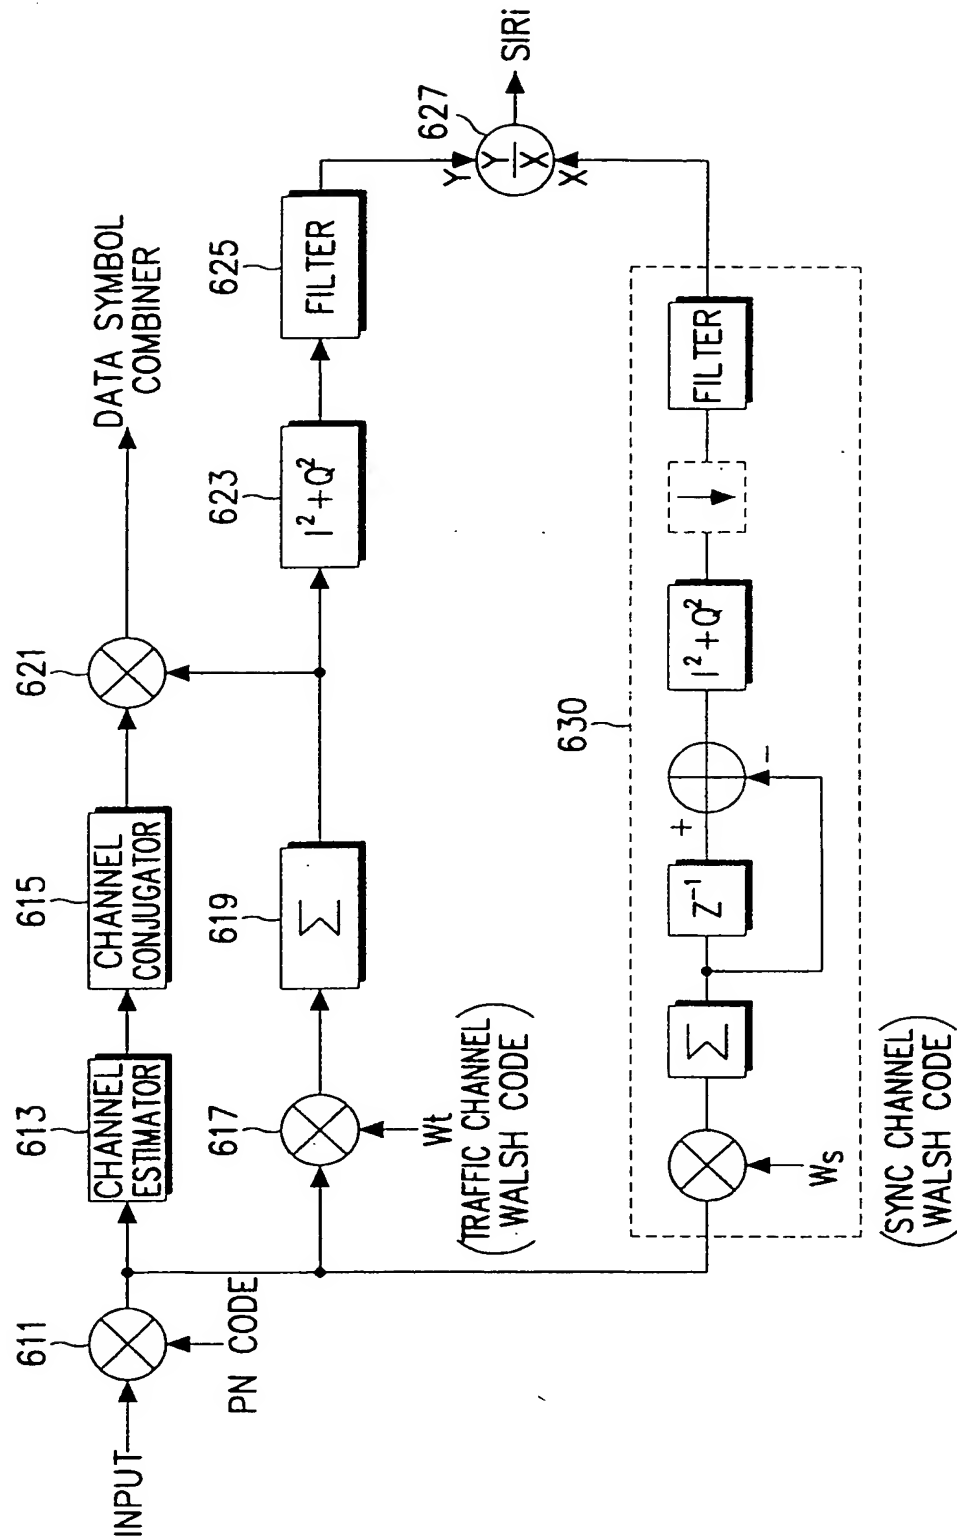 INPUT
611
PN CODE
613
CHANNEL
ESTIMATOR
615
CHANNEL
CONJUGATOR
621
DATA SYMBOL
COMBINER
617
Wt
(TRAFFIC CHANNEL
WALSH CODE)
619
Σ
623
I²+Q²
625
FILTER
627
Y
Y
X
X
SIRi
630
Ws
(SYNC CHANNEL
WALSH CODE)
Σ
Z⁻¹
+
−
I²+Q²
FILTER